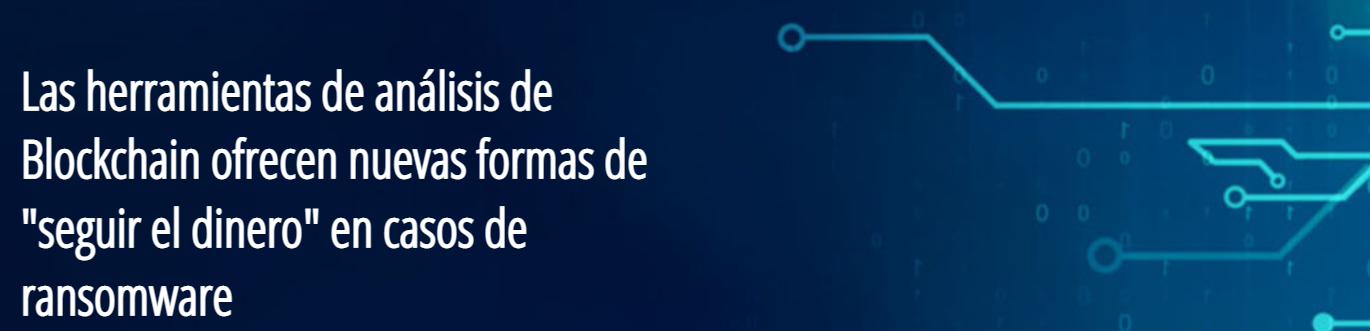 Las herramientas de análisis de
Blockchain ofrecen nuevas formas de
"seguir el dinero" en casos de
ransomware